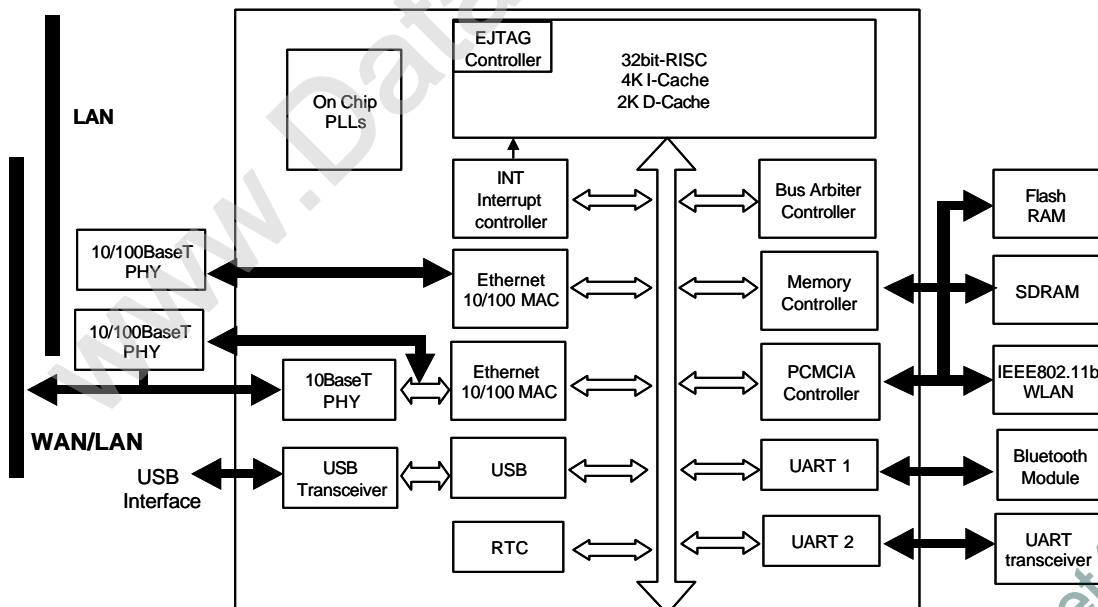 EJTAG
Controller
32bit-RISC
4K I-Cache
2K D-Cache
On Chip
PLLs
LAN
INT
Interrupt
controller
Bus Arbiter
Controller
Flash
RAM
10/100BaseT
PHY
Ethernet
10/100 MAC
Memory
Controller
SDRAM
10/100BaseT
PHY
10BaseT
PHY
Ethernet
10/100 MAC
PCMCIA
Controller
IEEE802.11b
WLAN
WAN/LAN
USB
Interface
USB
Transceiver
USB
UART 1
Bluetooth
Module
RTC
UART 2
UART
transceiver
www.Data
et